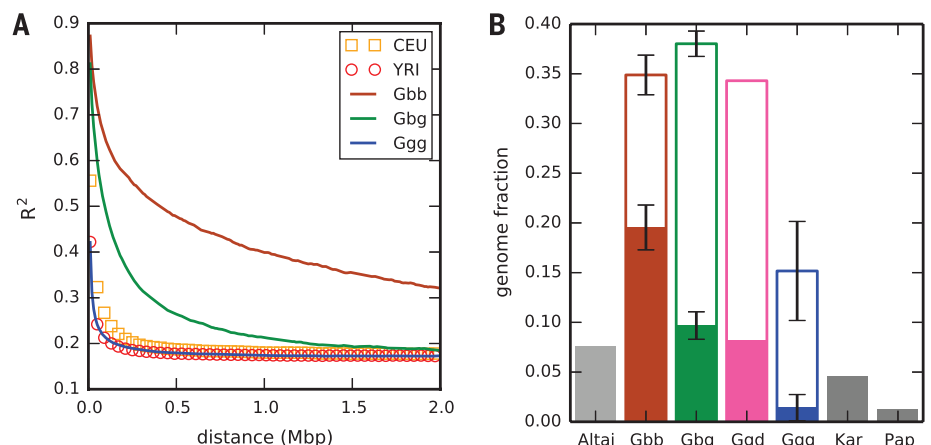 A
0.9
0.8
0.7
0.6
0.5
0.4
0.3
0.2
0.1
R²
0.0 0.5 1.0 1.5 2.0
distance (Mbp)
CEU
YRI
Gbb
Gbg
Ggg
B
0.40
0.35
0.30
0.25
0.20
0.15
0.10
0.05
0.00
genome fraction
Altai Gbb Gbg Ggd Ggg Kar Pap